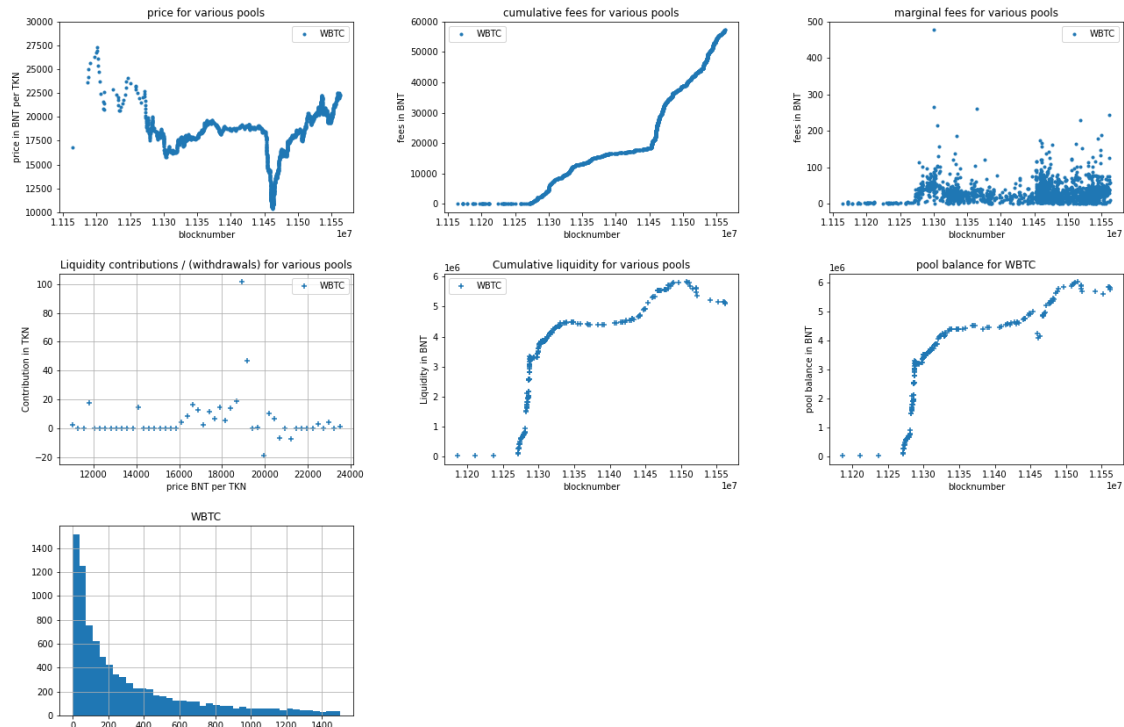 price for various pools
30000
27500
25000
22500
20000
17500
15000
12500
10000
price in BNT per TKN
WBTC
1.115 1.120 1.125 1.130 1.135 1.140 1.145 1.150 1.155
blocknumber
1e7
cumulative fees for various pools
60000
50000
40000
30000
20000
10000
0
fees in BNT
WBTC
1.115 1.120 1.125 1.130 1.135 1.140 1.145 1.150 1.155
blocknumber
1e7
marginal fees for various pools
500
400
300
200
100
0
fees in BNT
WBTC
1.115 1.120 1.125 1.130 1.135 1.140 1.145 1.150 1.155
blocknumber
1e7
Liquidity contributions / (withdrawals) for various pools
100
80
60
40
20
0
−20
Contribution in TKN
WBTC
12000 14000 16000 18000 20000 22000 24000
price BNT per TKN
Cumulative liquidity for various pools
1e6
6
5
4
3
2
1
0
Liquidity in BNT
WBTC
1.120 1.125 1.130 1.135 1.140 1.145 1.150 1.155
blocknumber
1e7
pool balance for WBTC
1e6
6
5
4
3
2
1
0
pool balance in BNT
1.120 1.125 1.130 1.135 1.140 1.145 1.150 1.155
blocknumber
1e7
WBTC
1400
1200
1000
800
600
400
200
0
0 200 400 600 800 1000 1200 1400